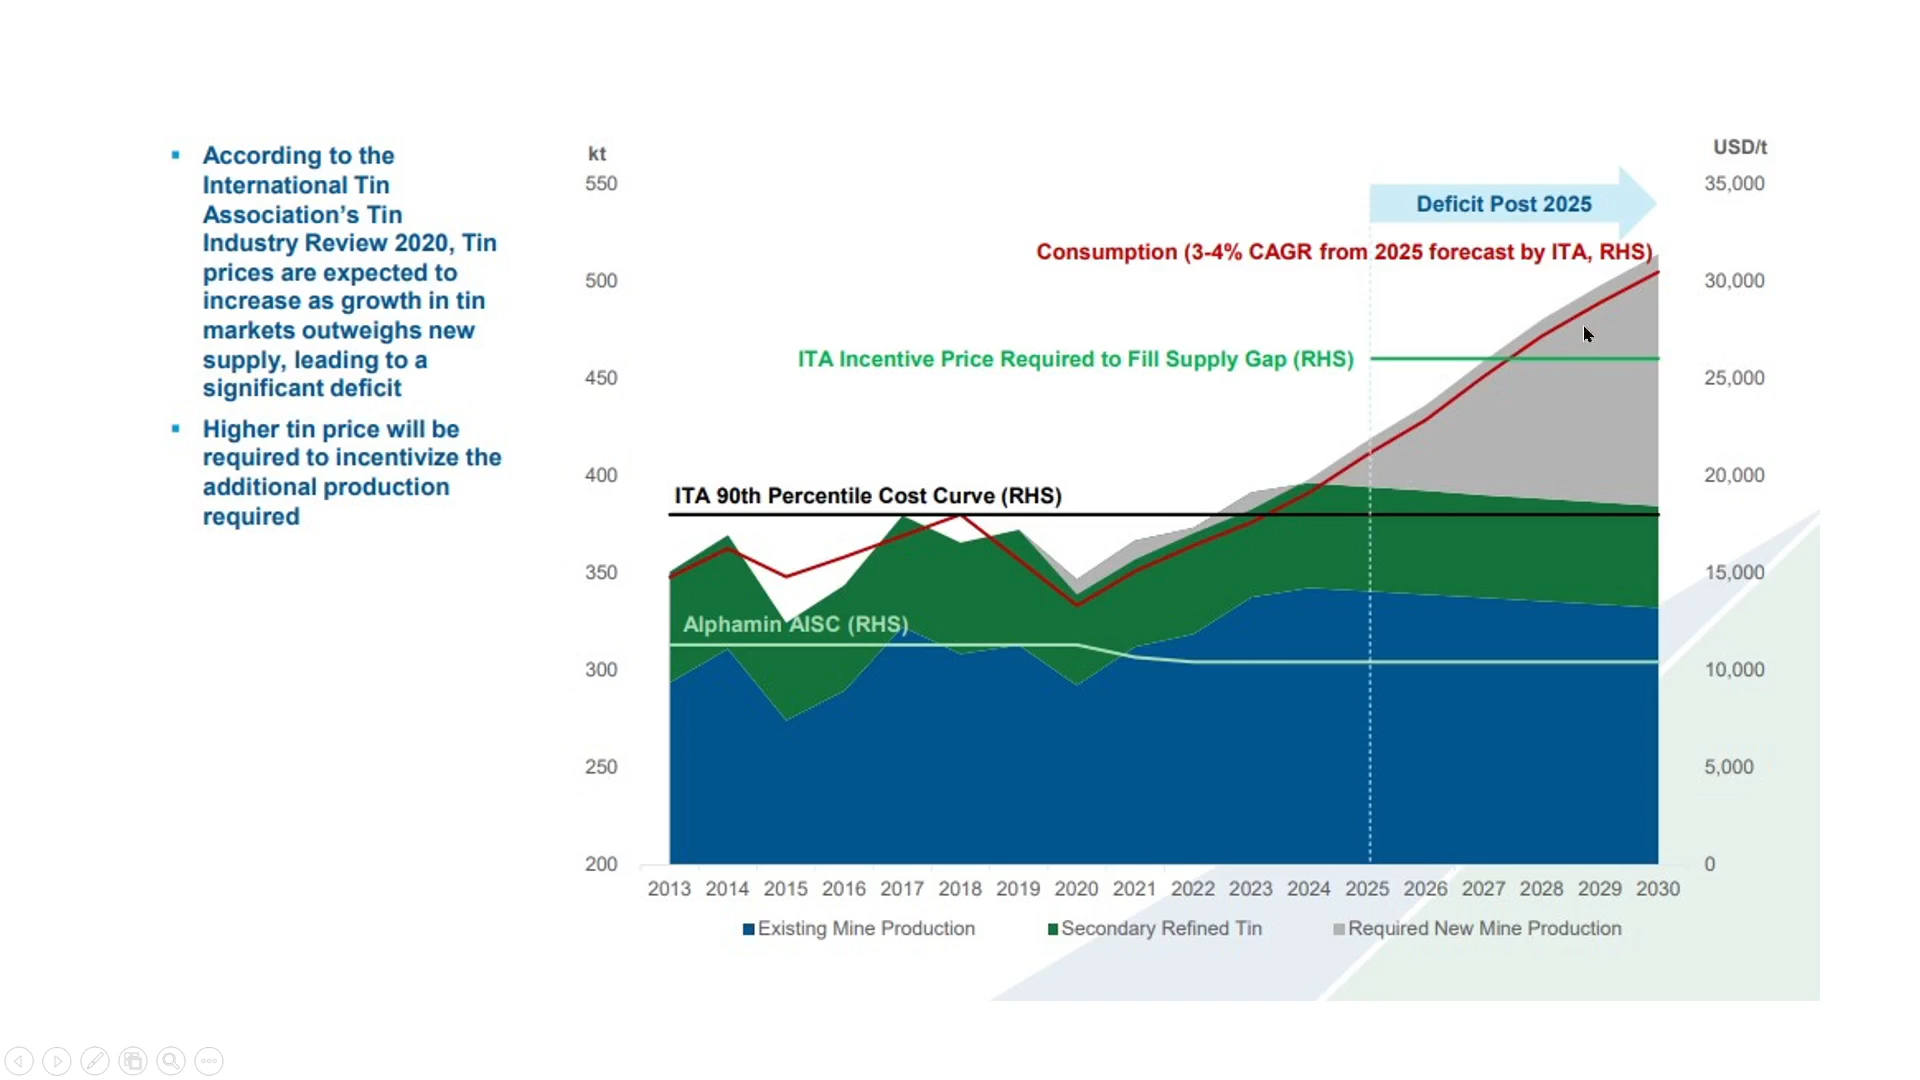 According to the
International Tin
Association’s Tin
Industry Review 2020, Tin
prices are expected to
increase as growth in tin
markets outweighs new
supply, leading to a
significant deficit
Higher tin price will be
required to incentivize the
additional production
required
kt
550
500
450
400
350
300
250
200
USD/t
35,000
30,000
25,000
20,000
15,000
10,000
5,000
0
Deficit Post 2025
Consumption (3-4% CAGR from 2025 forecast by ITA, RHS)
ITA Incentive Price Required to Fill Supply Gap (RHS)
ITA 90th Percentile Cost Curve (RHS)
Alphamin AISC (RHS)
2013 2014 2015 2016 2017 2018 2019 2020 2021 2022 2023 2024 2025 2026 2027 2028 2029 2030
Existing Mine Production Secondary Refined Tin Required New Mine Production